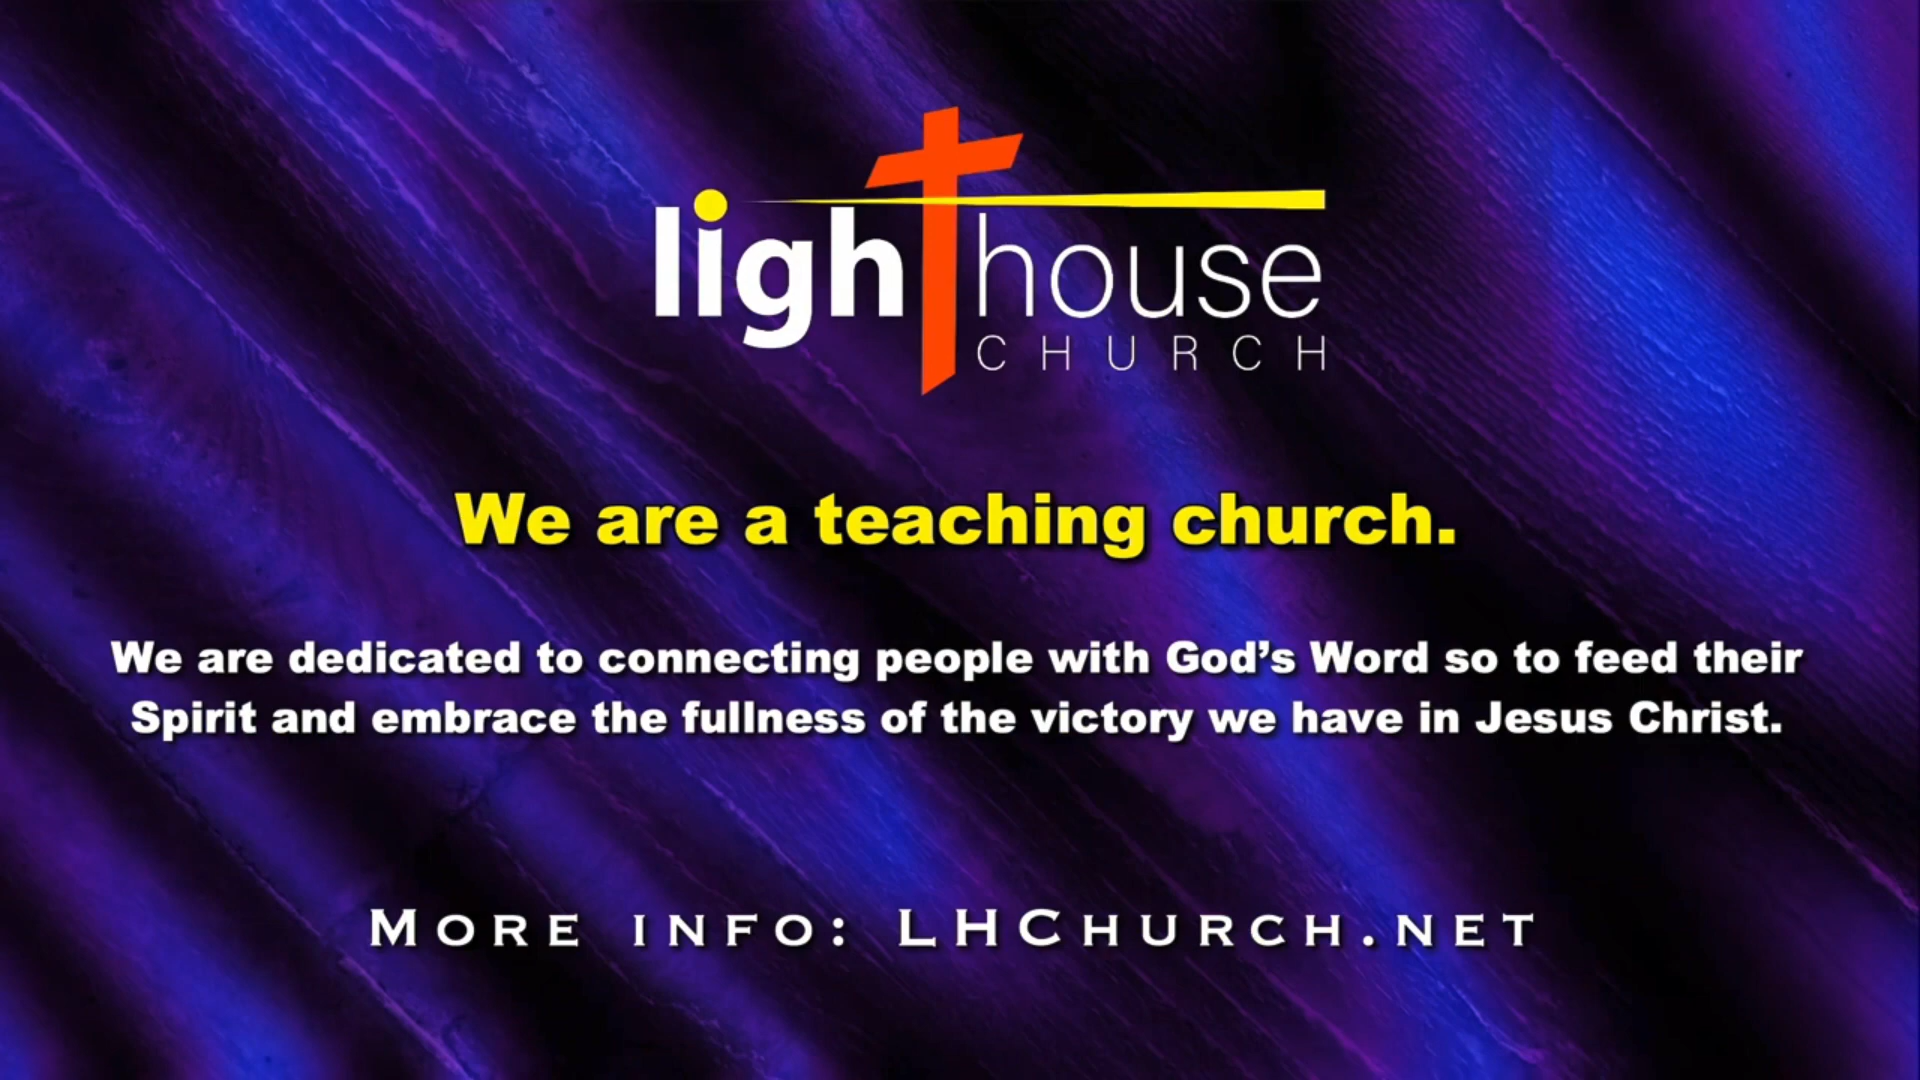 lighthouse
CHURCH
We are a teaching church.
We are dedicated to connecting people with God’s Word so to feed their
Spirit and embrace the fullness of the victory we have in Jesus Christ.
MORE INFO: LHCHURCH.NET